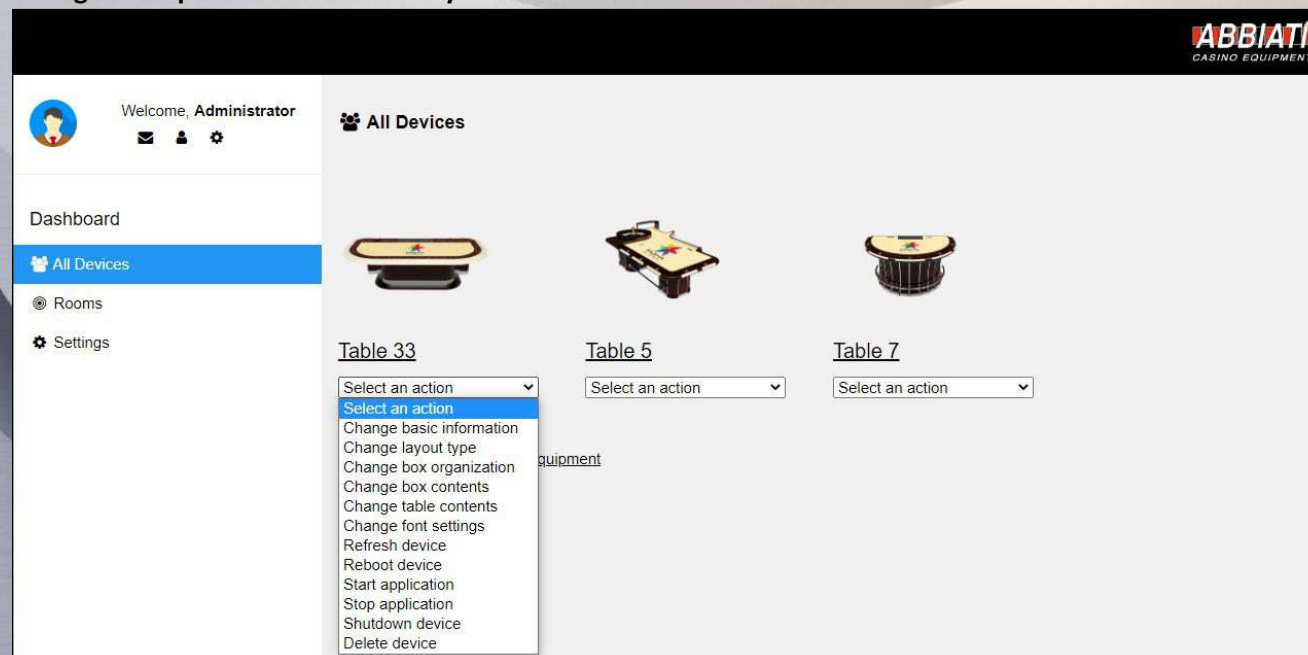 ABBIATI
CASINO EQUIPMENT
Welcome, Administrator
All Devices
Dashboard
All Devices
Rooms
Settings
Table 33
Table 5
Table 7
Select an action
Select an action
Select an action
Select an action
Change basic information
Change layout type
Change box organization
Change box contents
Change table contents
Change font settings
Refresh device
Reboot device
Start application
Stop application
Shutdown device
Delete device
quipment